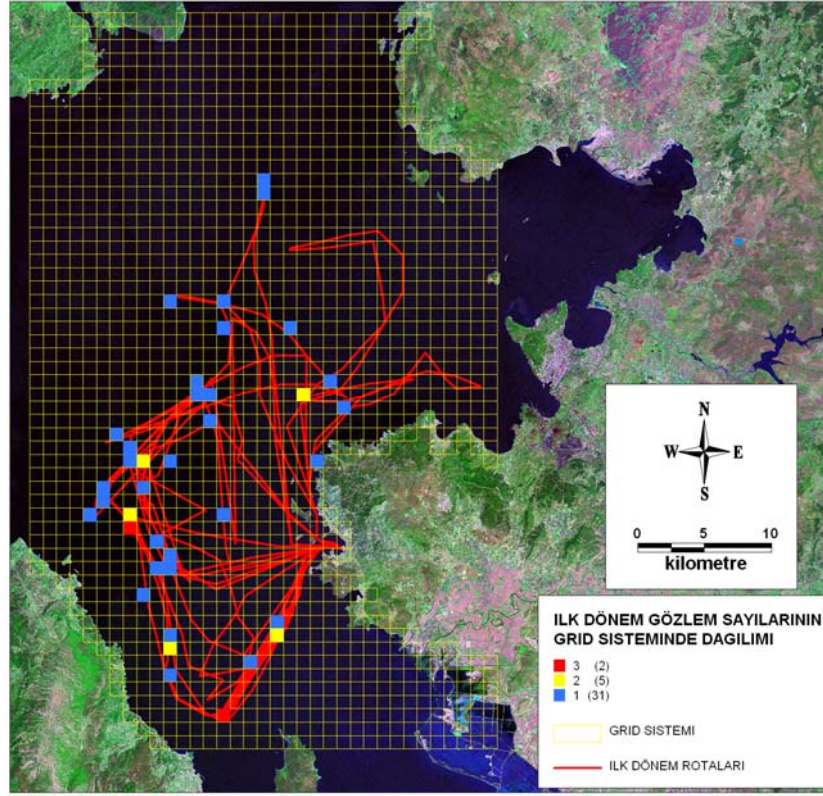 N
W E
S
0 5 10
kilometre
ILK DÖNEM GÖZLEM SAYILARININ
GRID SISTEMINDE DAGILIMI
3 (2)
2 (5)
1 (31)
GRID SISTEMI
ILK DÖNEM ROTALARI